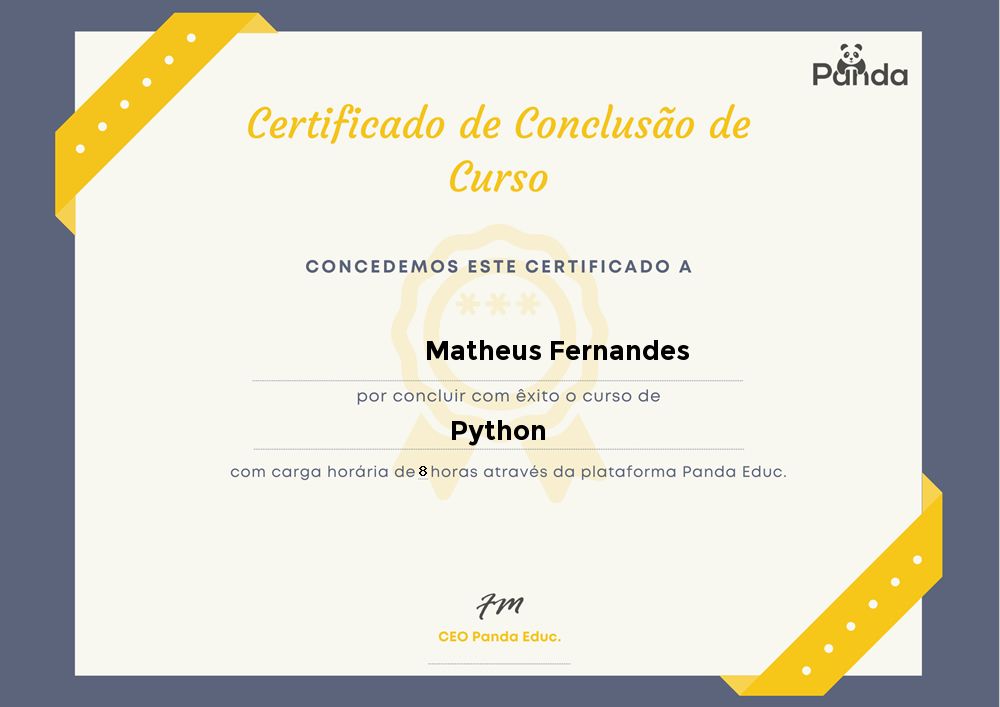 Panda
Certificado de Conclusão de
Curso
CONCEDEMOS ESTE CERTIFICADO A
***
Matheus Fernandes
por concluir com êxito o curso de
Python
com carga horária de 8 horas através da plataforma Panda Educ.
FM
CEO Panda Educ.